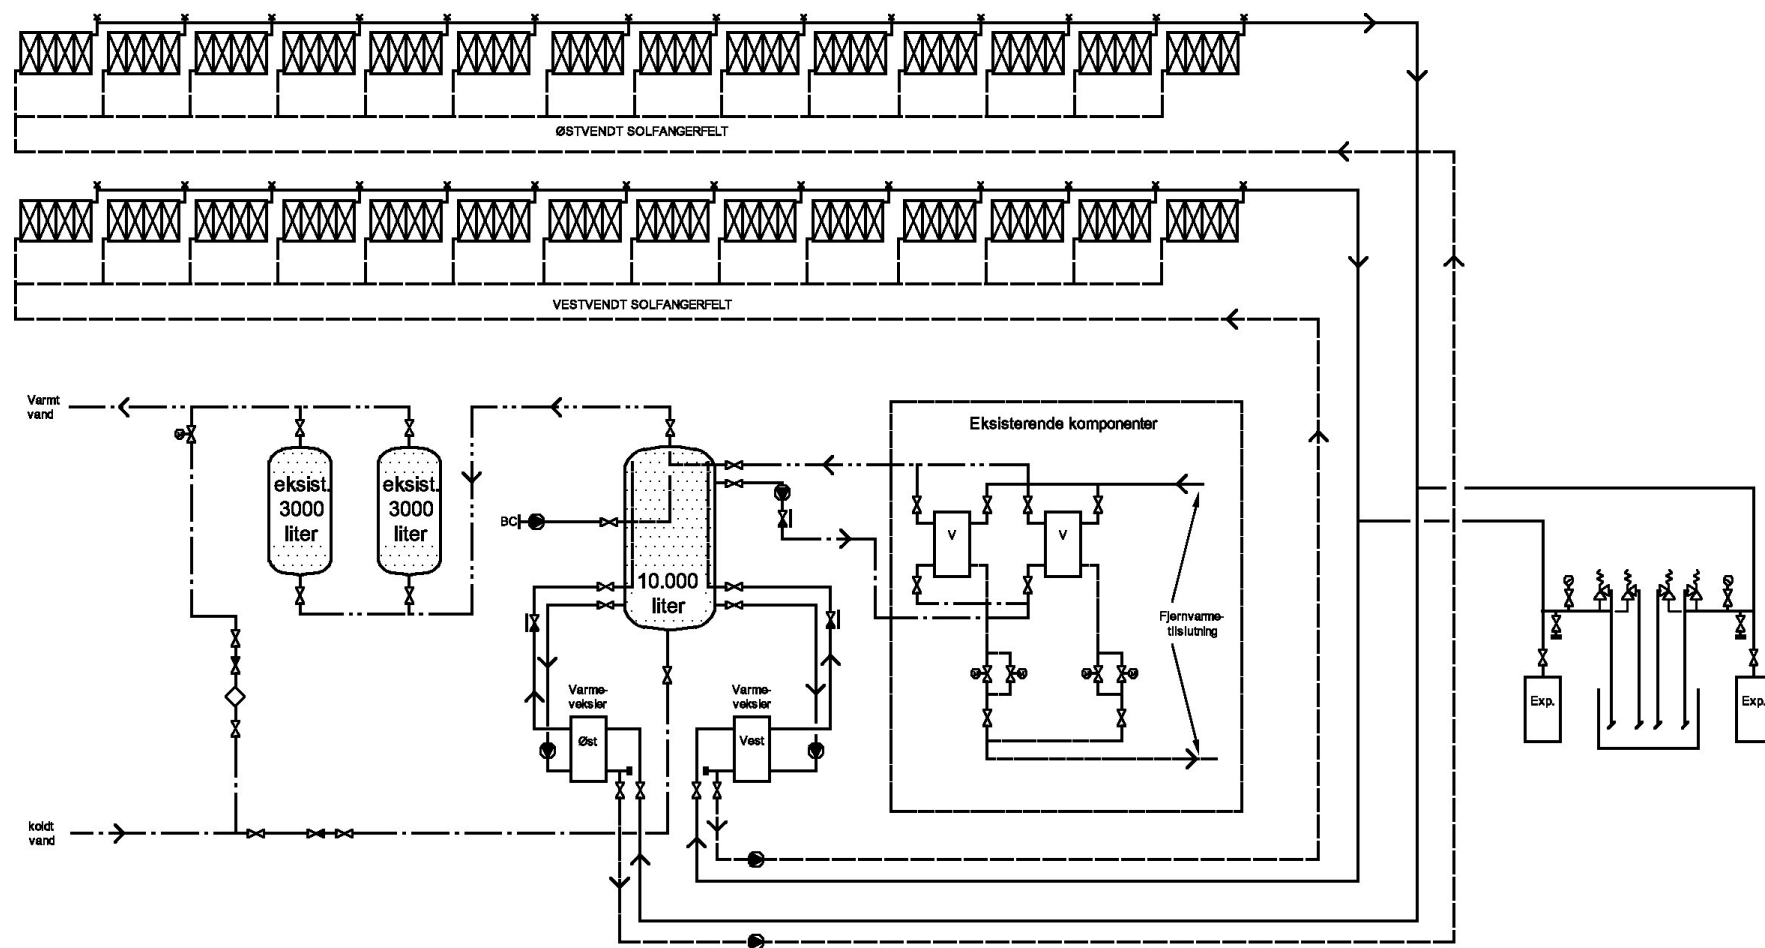 ØSTVENDT SOLFANGERFELT
VESTVENDT SOLFANGERFELT
Varmt
vand
Eksisterende komponenter
eksist.
3000
liter
eksist.
3000
liter
BC
V
V
10.000
liter
Fjernvarme-
tilslutning
Varme-
veksler
Øst
Varme-
veksler
Vest
Exp.
Exp.
koldt
vand